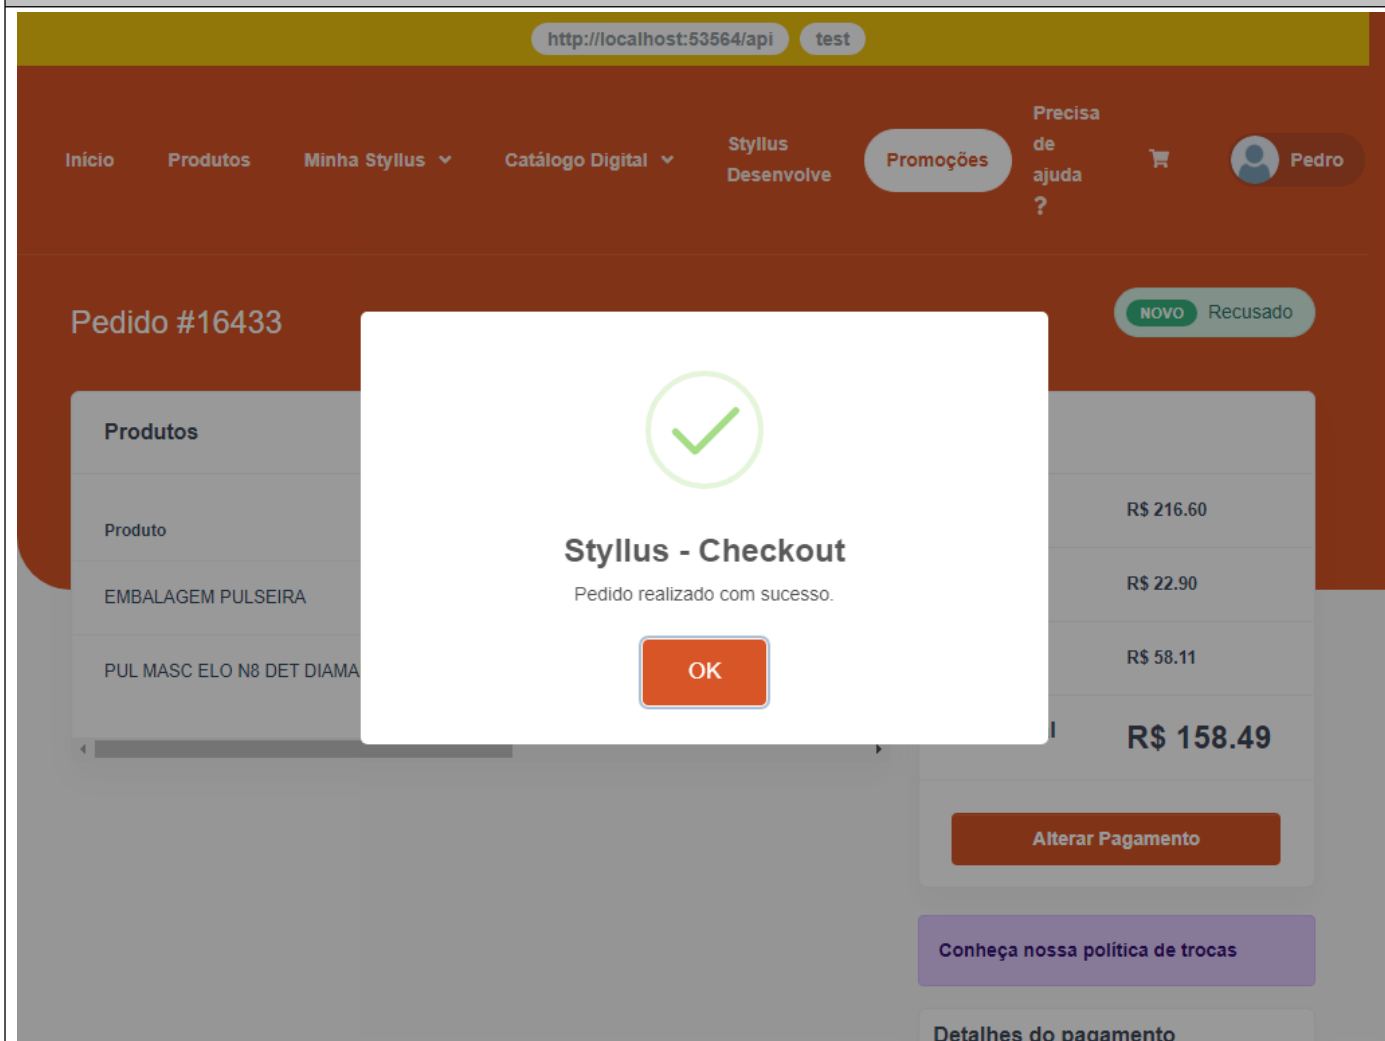 http://localhost:53564/api test
Início Produtos Minha Styllus Catálogo Digital Styllus Desenvolve Promoções Precisa de ajuda ? Pedro
Pedido #16433
NOVO Recusado
Styllus - Checkout
Pedido realizado com sucesso.
OK
Produtos
Produto
EMBALAGEM PULSEIRA
PUL MASC ELO N8 DET DIAMA
R$ 216.60
R$ 22.90
R$ 58.11
l R$ 158.49
Alterar Pagamento
Conheça nossa política de trocas
Detalhes do pagamento